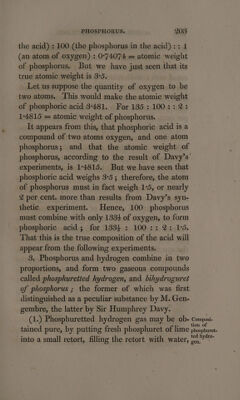 PHOSPHORUS. 203
the acid) : 100 (the phosphorus in the acid) : : 1
(an atom of oxygen) : 0·74074 = atomic weight
of phosphorus. But we have just seen that its
true atomic weight is 3·5.
Let us suppose the quantity of oxygen to be
two atoms. This would make the atomic weight
of phosphoric acid 3·481. For 135 : 100 : : 2 :
1·4815 = atomic weight of phosphorus.
It appears from this, that phosphoric acid is a
compound of two atoms oxygen, and one atom
phosphorus; and that the atomic weight of
phosphorus, according to the result of Davy's
experiments, is 1·4815. But we have seen that
phosphoric acid weighs 3·5; therefore, the atom
of phosphorus must in fact weigh 1·5, or nearly
2 per cent. more than results from Davy's syn-
thetic experiment. Hence, 100 phosphorus
must combine with only 133⅓ of oxygen, to form
phosphoric acid; for 133⅓ : 100 : : 2 : 1·5.
That this is the true composition of the acid will
appear from the following experiments.
3. Phosphorus and hydrogen combine in two
proportions, and form two gaseous compounds
called phosphuretted hydrogen, and bihydroguret
of phosphorus; the former of which was first
distinguished as a peculiar substance by M. Gen-
gembre, the latter by Sir Humphrey Davy.
(1.) Phosphuretted hydrogen gas may be ob-
tained pure, by putting fresh phosphuret of lime
into a small retort, filling the retort with water,
Composi-
tion of
phosphuret-
ted hydro-
gen.